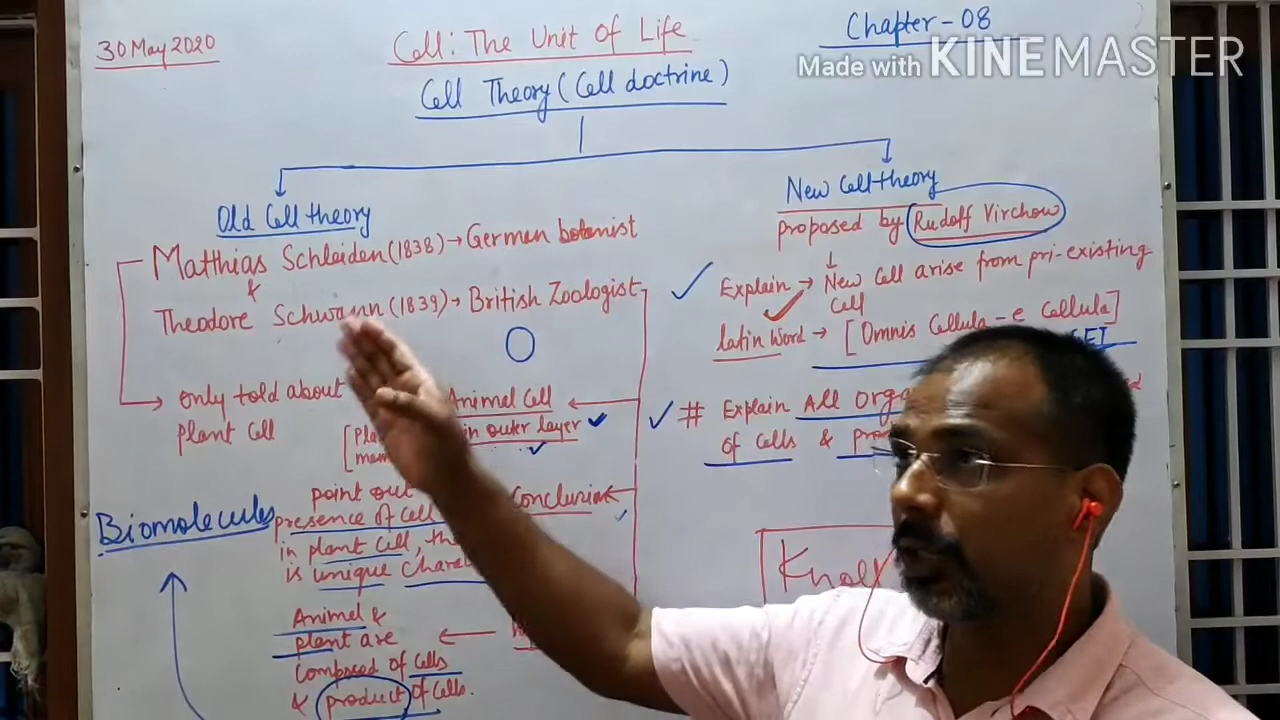 30 May 2020
Cell: The Unit Of Life
Chapter-08
Made with KINEMASTER
Cell Theory (Cell doctrine)
Old Cell theory
Matthias Schleiden (1838) → German botanist
&
Theodore Schwann (1839) → British Zoologist
only told about
plant cell
Animal Cell
in outer layer
point out
presence of cell
in plant cell,
is unique
Conclusion
Biomolecules
Animal &
plant are
Composed of cells
& product of cells.
New Cell theory
proposed by Rudolf Virchow
Explain → New Cell arise from pri-existing
Cell
latin Word → [Omnis Cellula-e Cellula]
# Explain All
of cells &